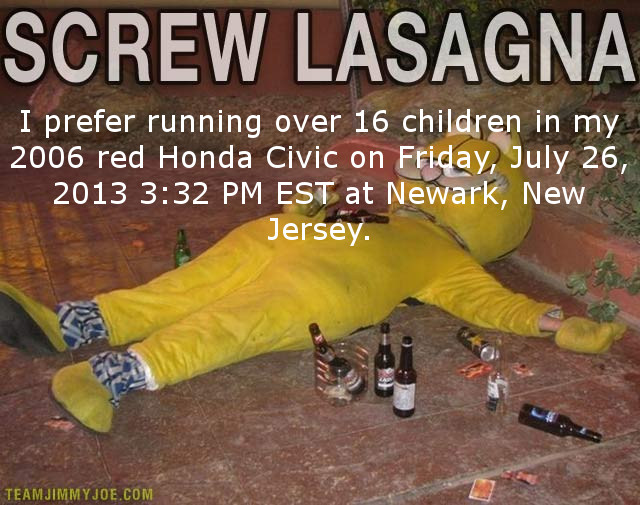 SCREW LASAGNA
I prefer running over 16 children in my
2006 red Honda Civic on Friday, July 26,
2013 3:32 PM EST at Newark, New
Jersey.
TEAMJIMMYJOE.COM